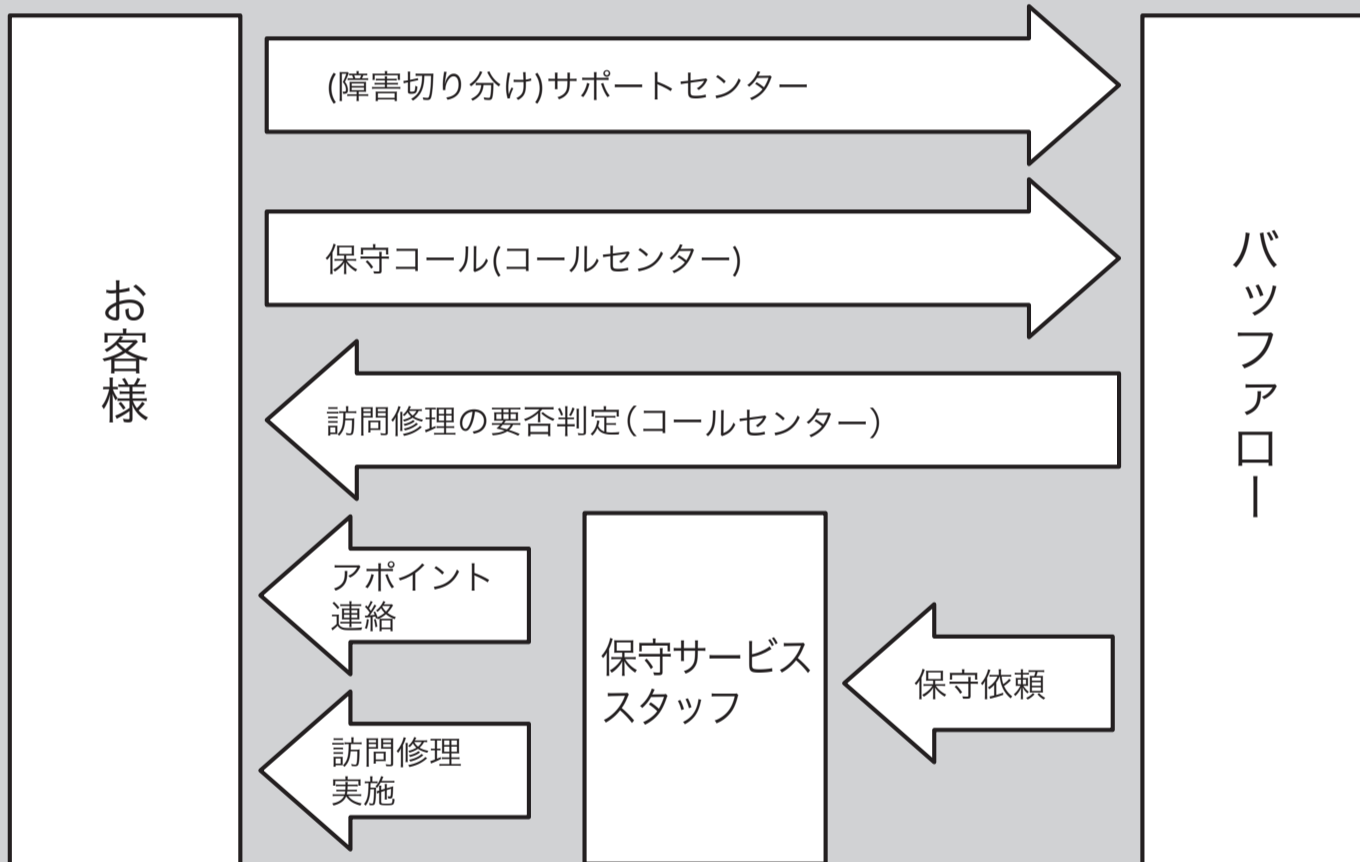 (障害切り分け)サポートセンター
保守コール(コールセンター)
お客様
バッファロー
訪問修理の要否判定(コールセンター)
アポイント
連絡
保守サービス
スタッフ
保守依頼
訪問修理
実施